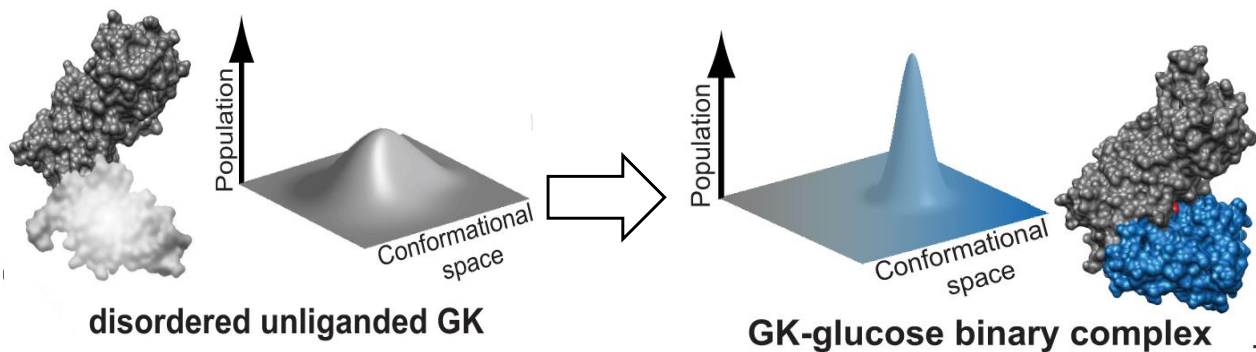 Population
Conformational
space
disordered unliganded GK
Population
Conformational
space
GK-glucose binary complex